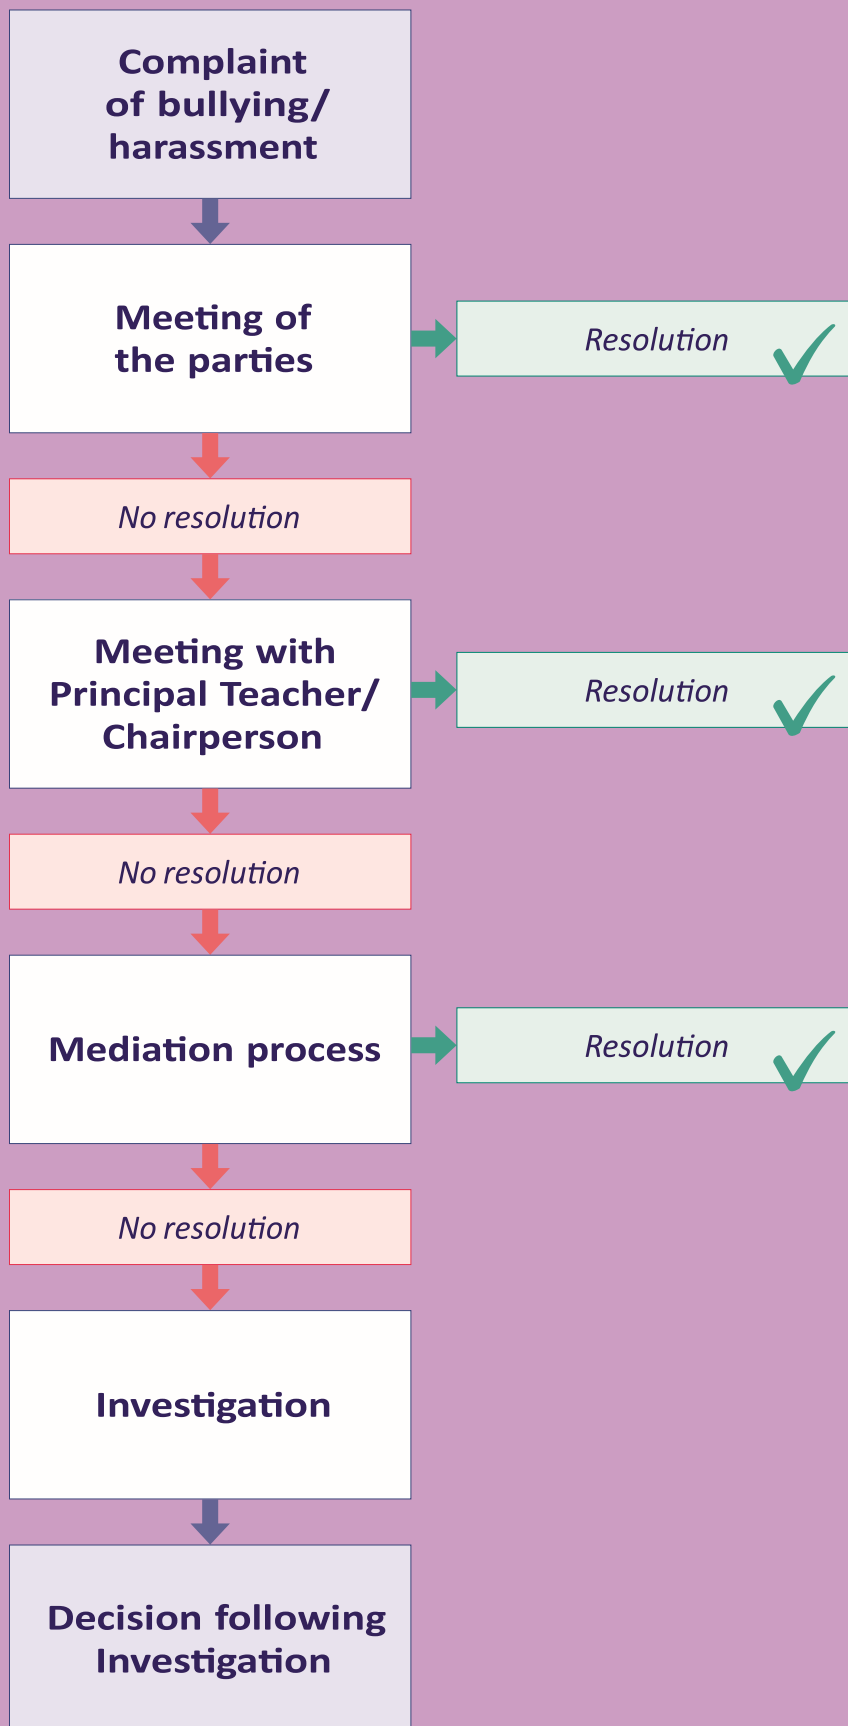 Complaint
of bullying/
harassment
Meeting of
the parties
Resolution
No resolution
Meeting with
Principal Teacher/
Chairperson
Resolution
No resolution
Mediation process
Resolution
No resolution
Investigation
Decision following
Investigation